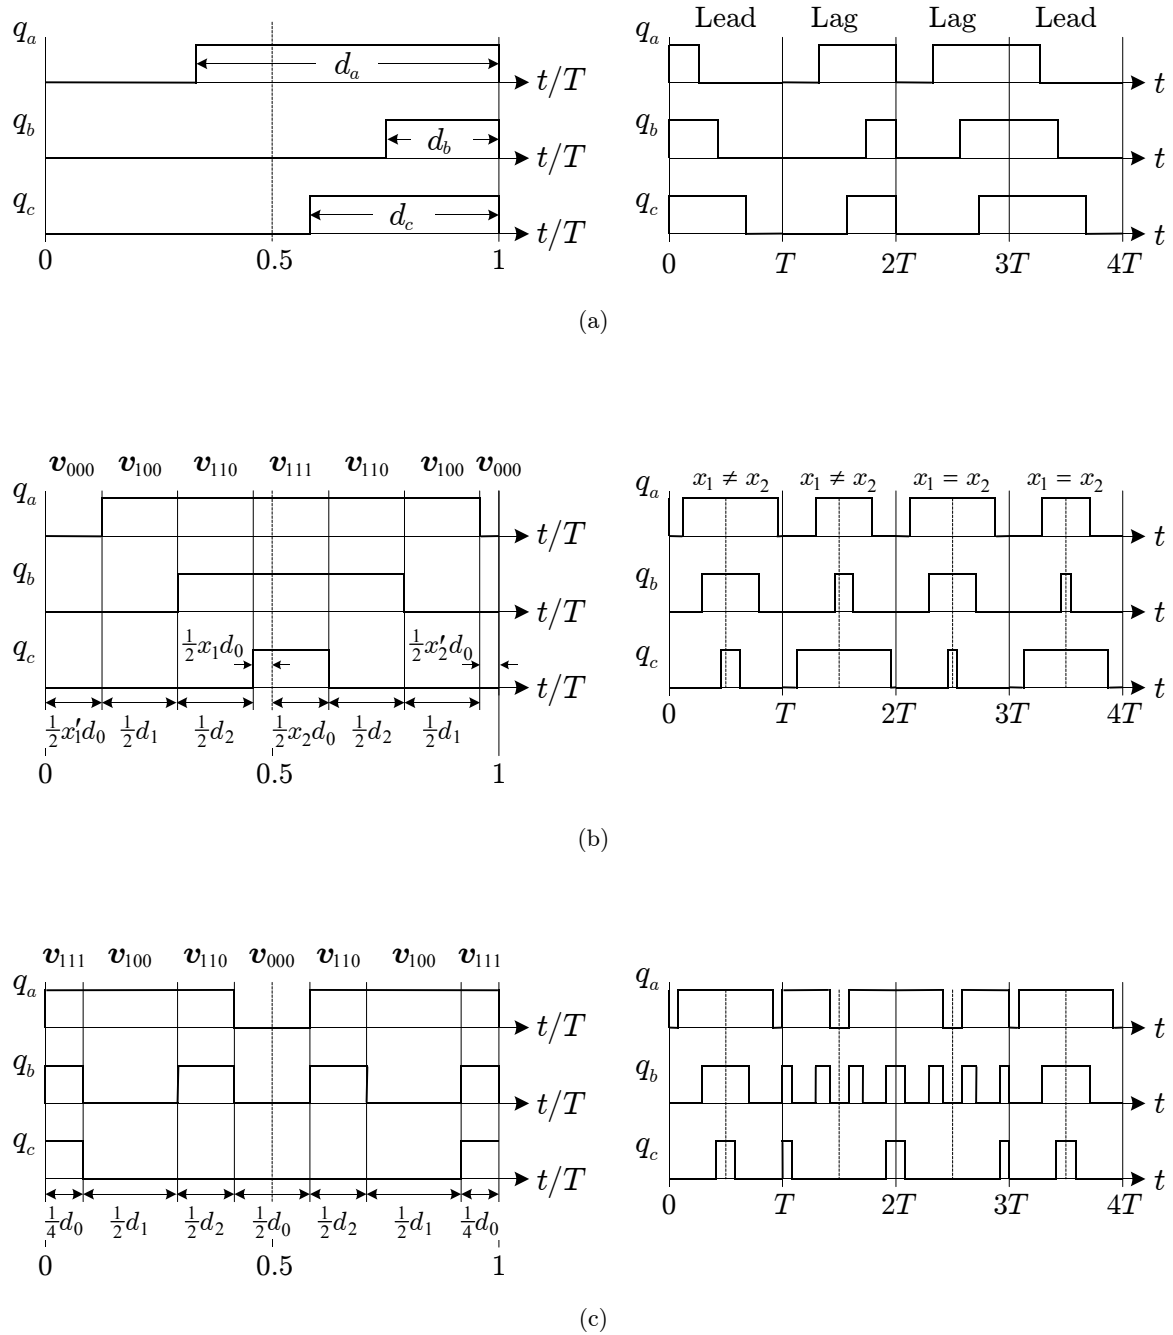 Lead Lag Lag Lead
q_a d_a t/T q_a t
q_b d_b t/T q_b t
q_c d_c t/T q_c t
0 0.5 1 0 T 2T 3T 4T
(a)
v_000 v_100 v_110 v_111 v_110 v_100 v_000
x_1 ≠ x_2 x_1 ≠ x_2 x_1 = x_2 x_1 = x_2
q_a t/T q_a t
q_b t/T q_b t
½x_1d_0 ½x′_2d_0
q_c t/T q_c t
½x′_1d_0 ½d_1 ½d_2 ½x_2d_0 ½d_2 ½d_1
0 T 2T 3T 4T
0 0.5 1
(b)
v_111 v_100 v_110 v_000 v_110 v_100 v_111
q_a t/T q_a t
q_b t/T q_b t
q_c t/T q_c t
¼d_0 ½d_1 ½d_2 ½d_0 ½d_2 ½d_1 ¼d_0
0 T 2T 3T 4T
0 0.5 1
(c)